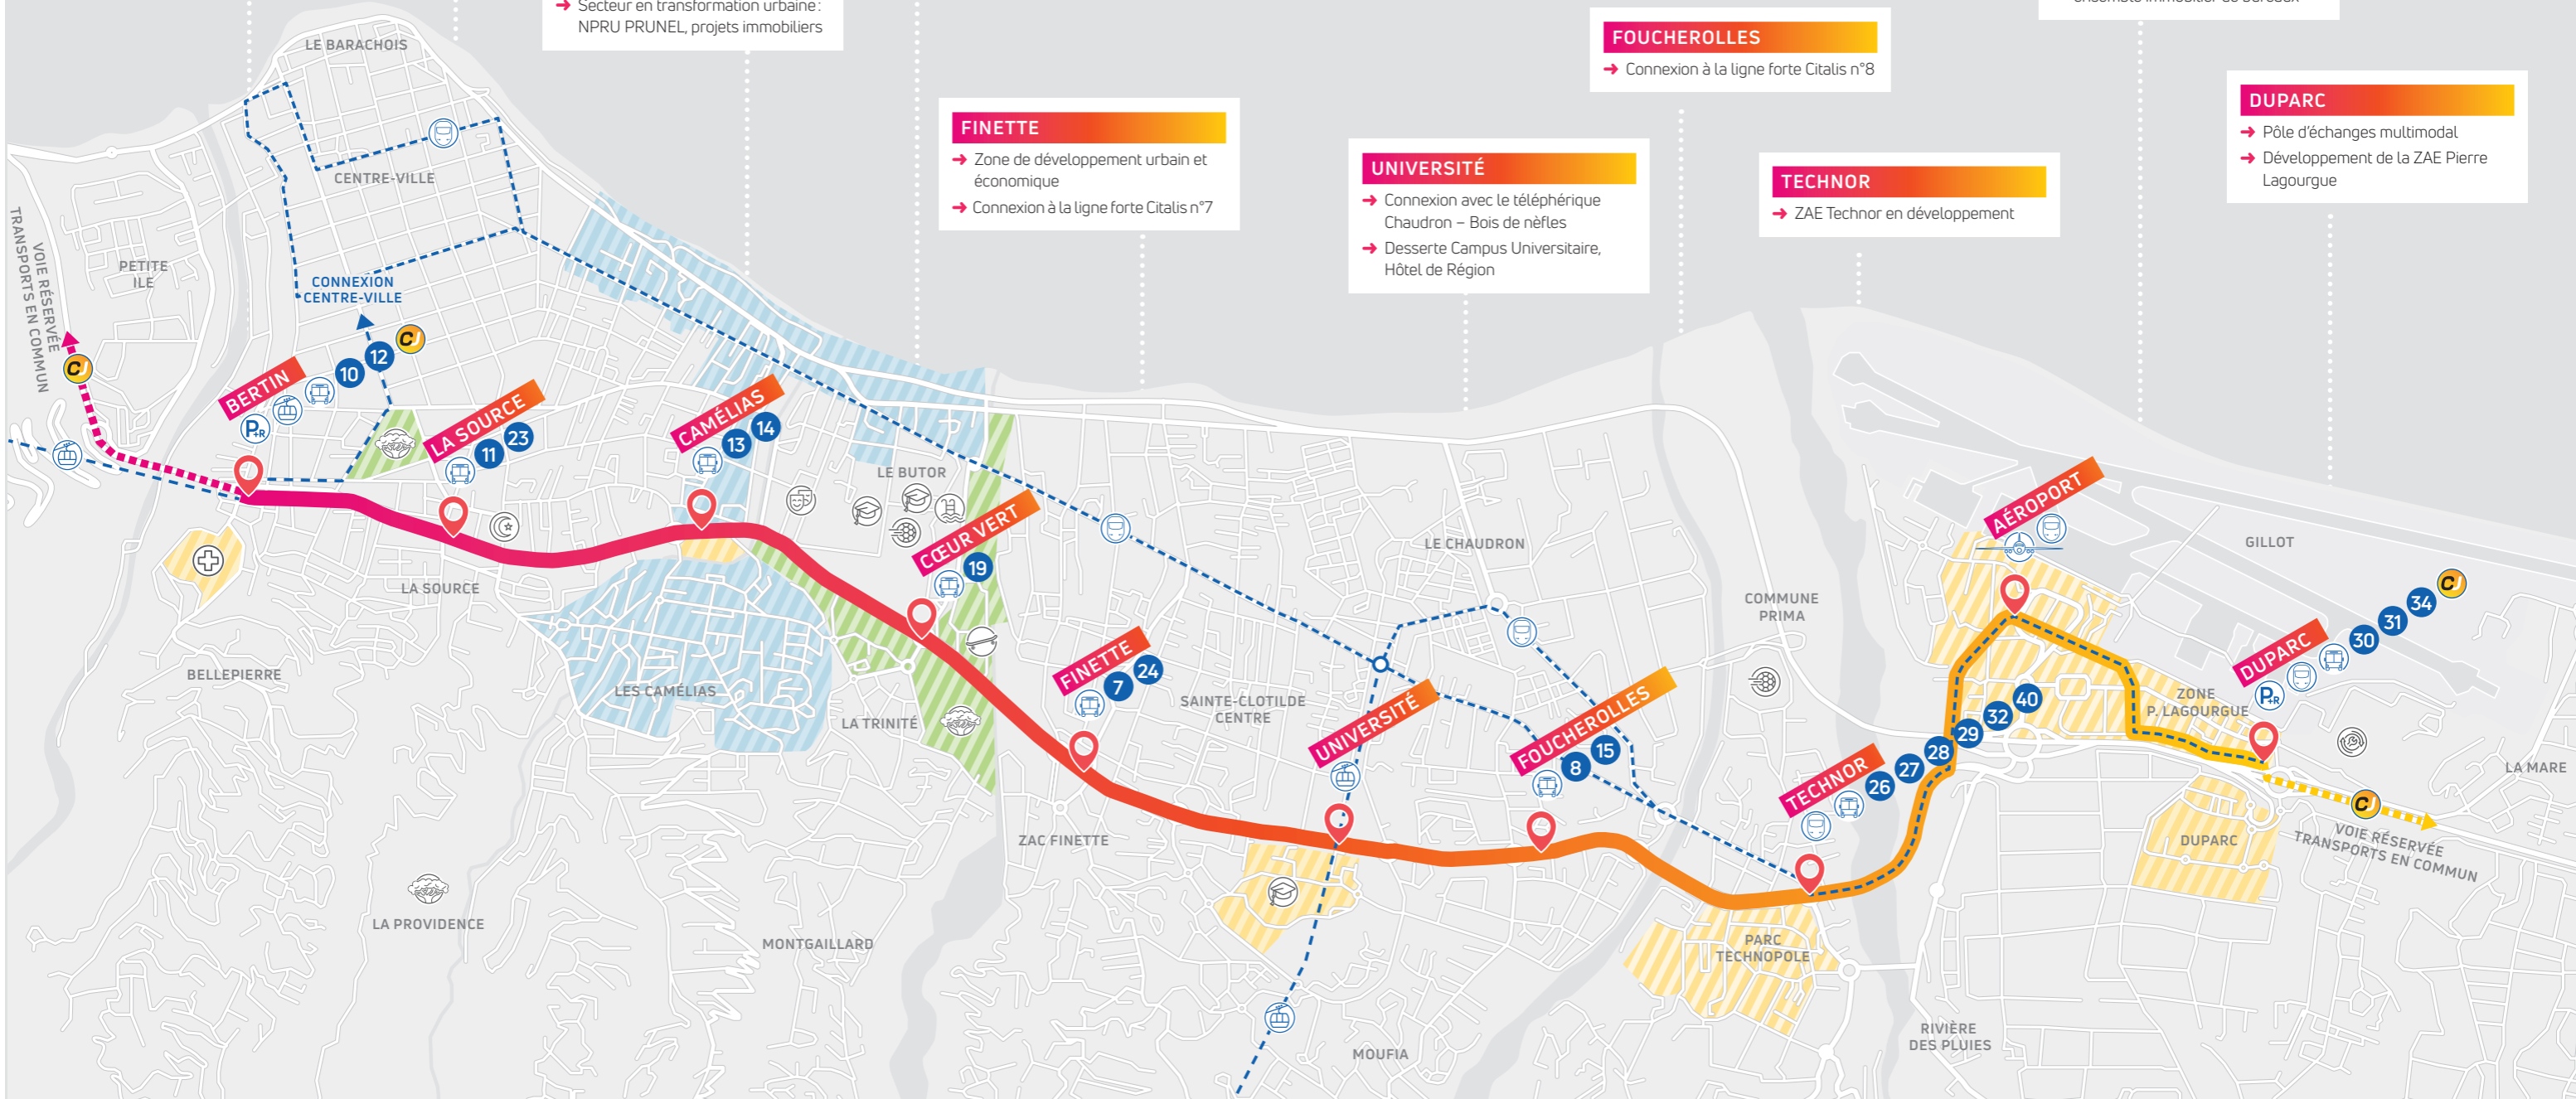 → Secteur en transformation urbaine :
NPRU PRUNEL, projets immobiliers
FOUCHEROLLES
→ Connexion à la ligne forte Citalis n°8
DUPARC
→ Pôle d'échanges multimodal
→ Développement de la ZAE Pierre
Lagourgue
FINETTE
→ Zone de développement urbain et
économique
→ Connexion à la ligne forte Citalis n°7
UNIVERSITÉ
→ Connexion avec le téléphérique
Chaudron – Bois de nèfles
→ Desserte Campus Universitaire,
Hôtel de Région
TECHNOR
→ ZAE Technor en développement
LE BARACHOIS
CENTRE-VILLE
PETITE
ILE
VOIE RÉSERVÉE
TRANSPORTS EN COMMUN
CONNEXION
CENTRE-VILLE
CJ
BERTIN
P+R
10
12
CJ
LA SOURCE
11
23
CAMÉLIAS
13
14
LE BUTOR
CŒUR VERT
19
LA SOURCE
BELLEPIERRE
LES CAMÉLIAS
LA TRINITÉ
FINETTE
7
24
SAINTE-CLOTILDE
CENTRE
LE CHAUDRON
UNIVERSITÉ
FOUCHEROLLES
8
15
COMMUNE
PRIMA
TECHNOR
26
27
28
29
32
40
AÉROPORT
GILLOT
ZONE
P. LAGOURGUE
DUPARC
P+R
30
31
34
CJ
LA MARE
CJ
VOIE RÉSERVÉE
TRANSPORTS EN COMMUN
DUPARC
ZAC FINETTE
LA PROVIDENCE
MONTGAILLARD
PARC
TECHNOPOLE
MOUFIA
RIVIÈRE
DES PLUIES